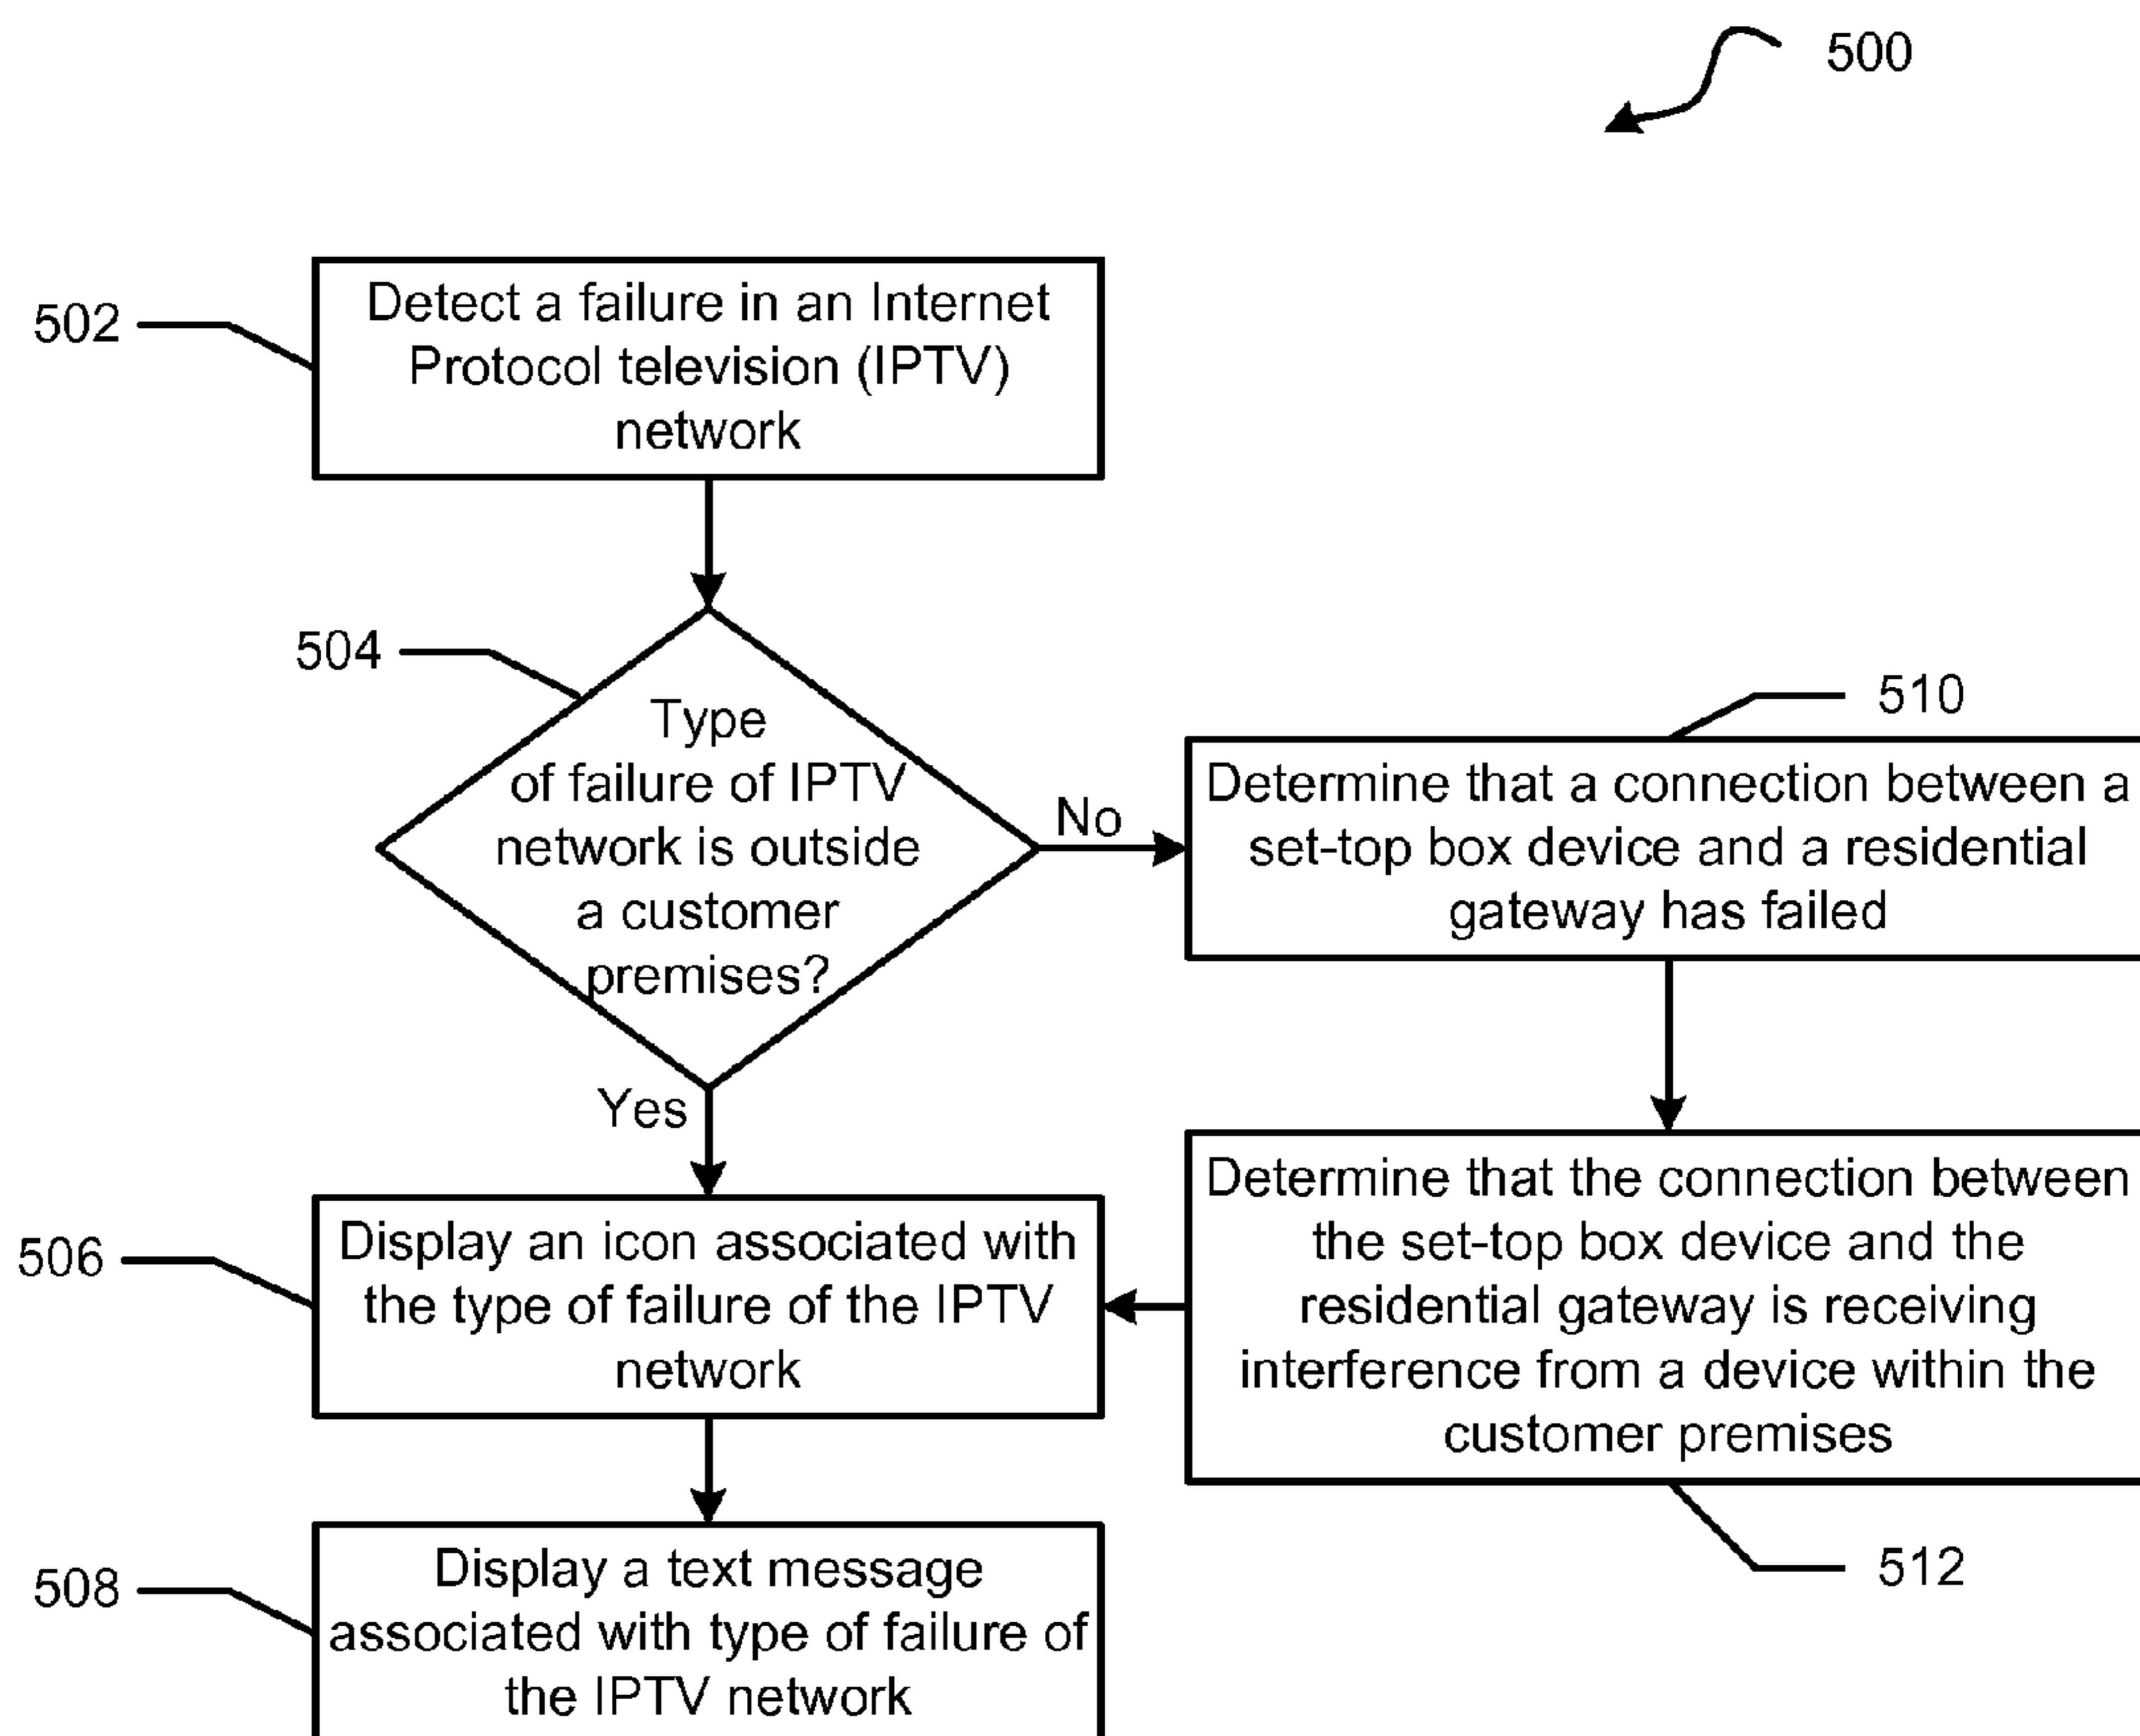 500
502
Detect a failure in an Internet
Protocol television (IPTV)
network
504
Type
of failure of IPTV
network is outside
a customer
premises?
No
Yes
510
Determine that a connection between a
set-top box device and a residential
gateway has failed
512
Determine that the connection between
the set-top box device and the
residential gateway is receiving
interference from a device within the
customer premises
506
Display an icon associated with
the type of failure of the IPTV
network
508
Display a text message
associated with type of failure of
the IPTV network